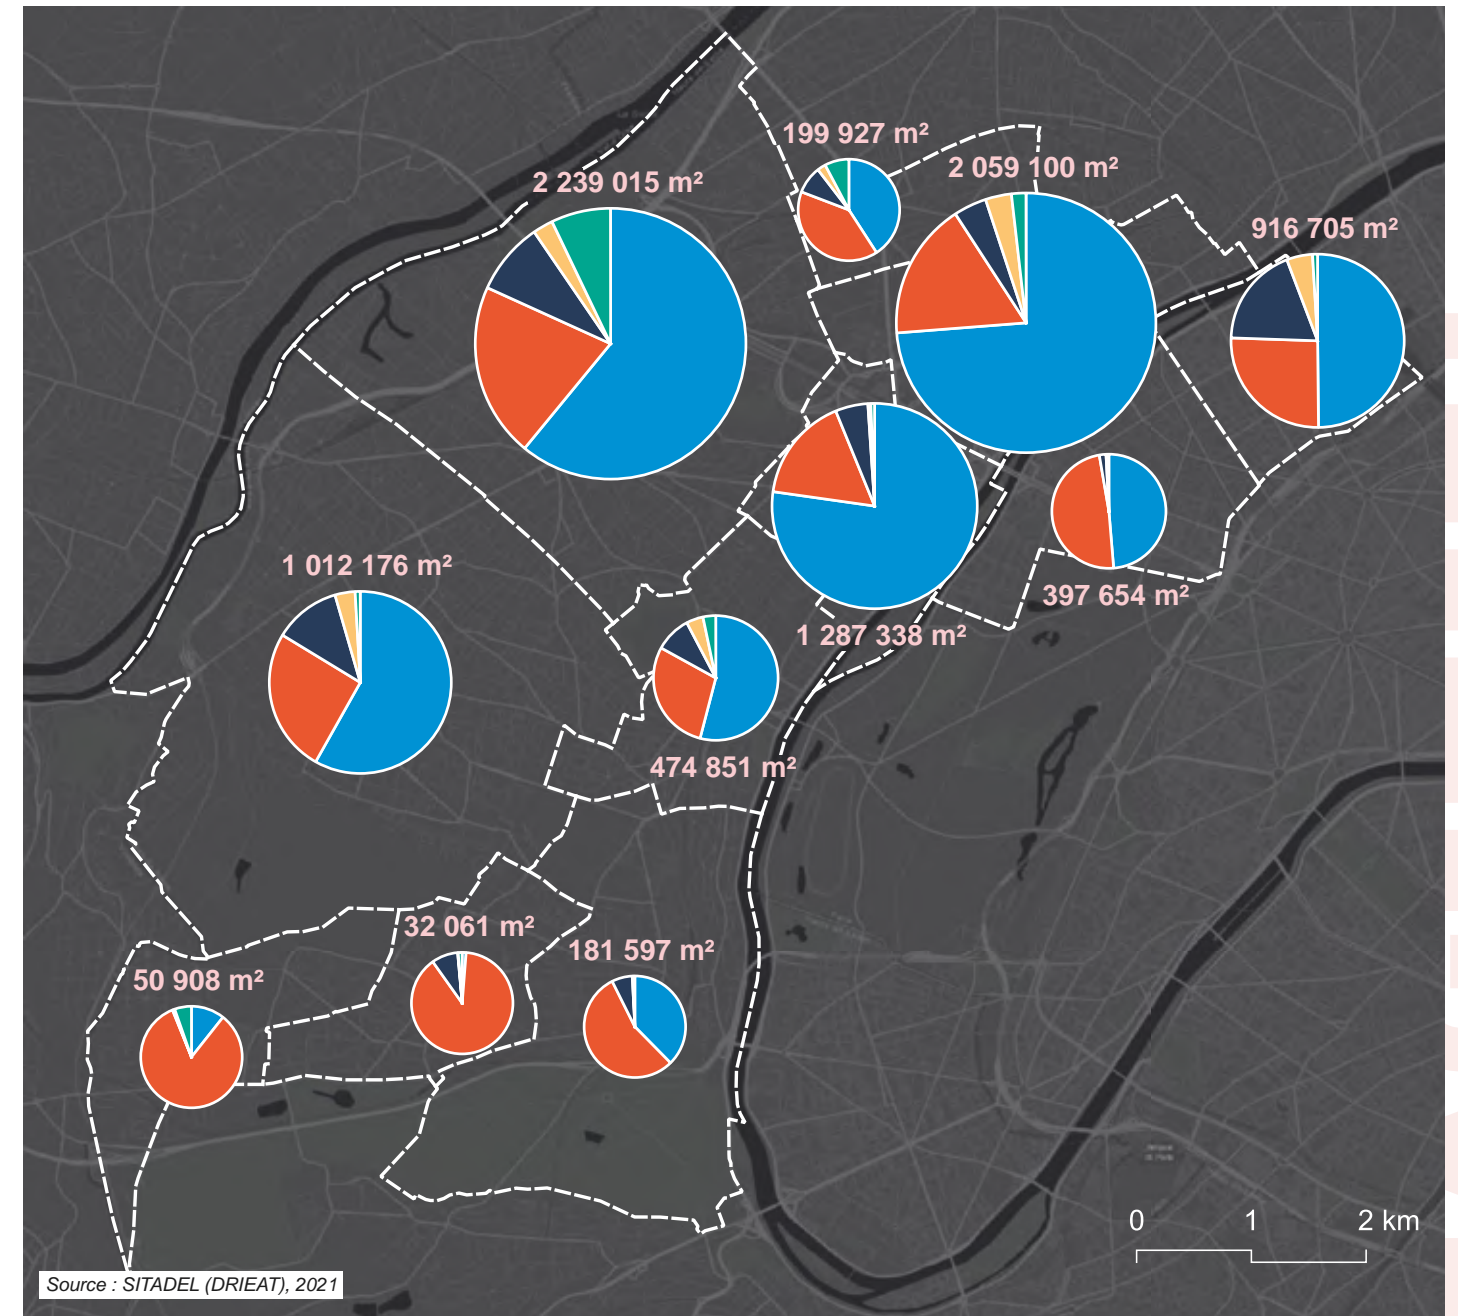 199 927 m²
2 059 100 m²
2 239 015 m²
916 705 m²
1 012 176 m²
397 654 m²
1 287 338 m²
474 851 m²
32 061 m²
181 597 m²
50 908 m²
0 1 2 km
Source : SITADEL (DRIEAT), 2021